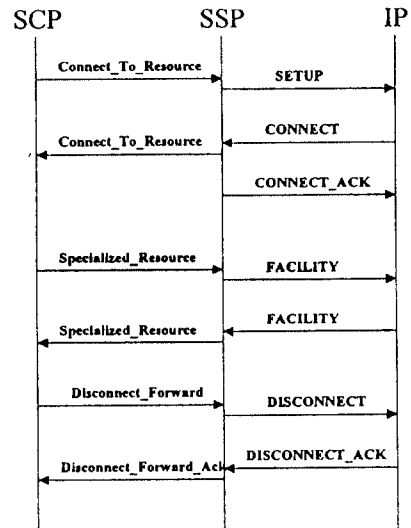 SCP SSP IP
Connect_To_Resource
SETUP
CONNECT
Connect_To_Resource
CONNECT_ACK
Specialized_Resource
FACILITY
FACILITY
Specialized_Resource
Disconnect_Forward
DISCONNECT
DISCONNECT_ACK
Disconnect_Forward_Ack